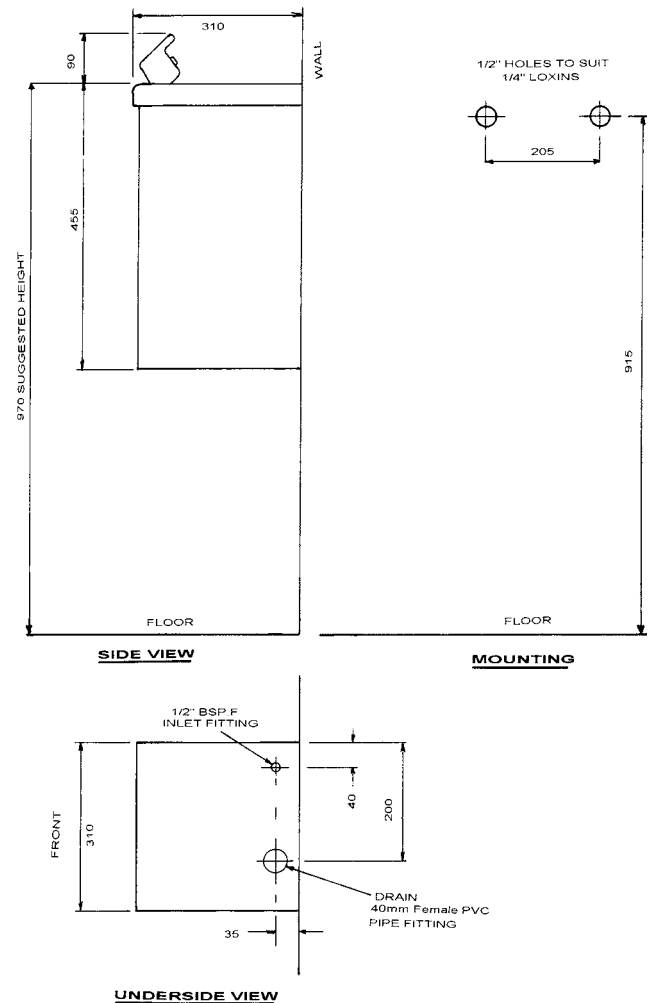 310
90
WALL
1/2" HOLES TO SUIT
1/4" LOXINS
205
455
970 SUGGESTED HEIGHT
915
FLOOR
FLOOR
SIDE VIEW
MOUNTING
1/2" BSP F
INLET FITTING
FRONT
310
40
200
DRAIN
40mm Female PVC
PIPE FITTING
35
UNDERSIDE VIEW